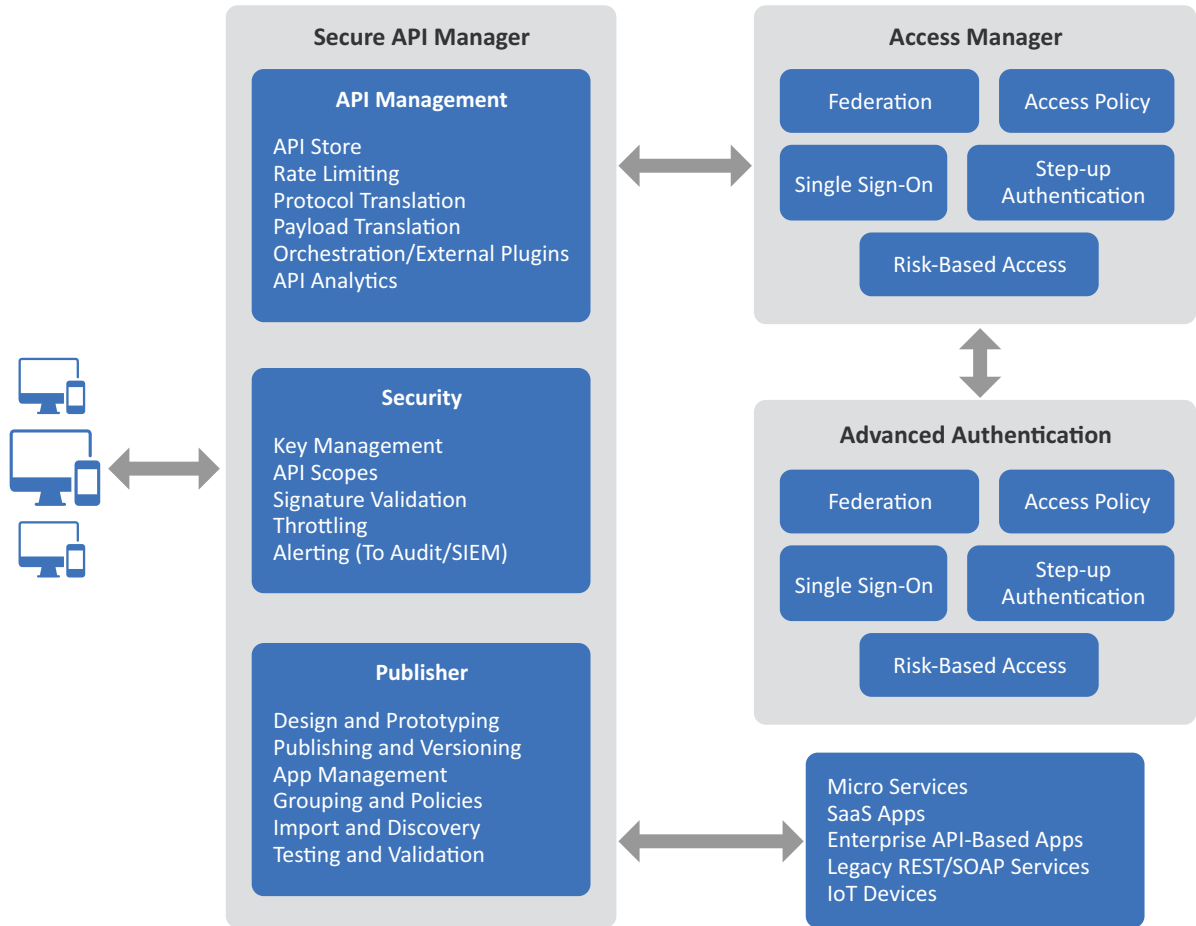 Secure API Manager
API Management
API Store
Rate Limiting
Protocol Translation
Payload Translation
Orchestration/External Plugins
API Analytics
Security
Key Management
API Scopes
Signature Validation
Throttling
Alerting (To Audit/SIEM)
Publisher
Design and Prototyping
Publishing and Versioning
App Management
Grouping and Policies
Import and Discovery
Testing and Validation
Access Manager
Federation
Access Policy
Single Sign-On
Step-up
Authentication
Risk-Based Access
Advanced Authentication
Federation
Access Policy
Single Sign-On
Step-up
Authentication
Risk-Based Access
Micro Services
SaaS Apps
Enterprise API-Based Apps
Legacy REST/SOAP Services
IoT Devices